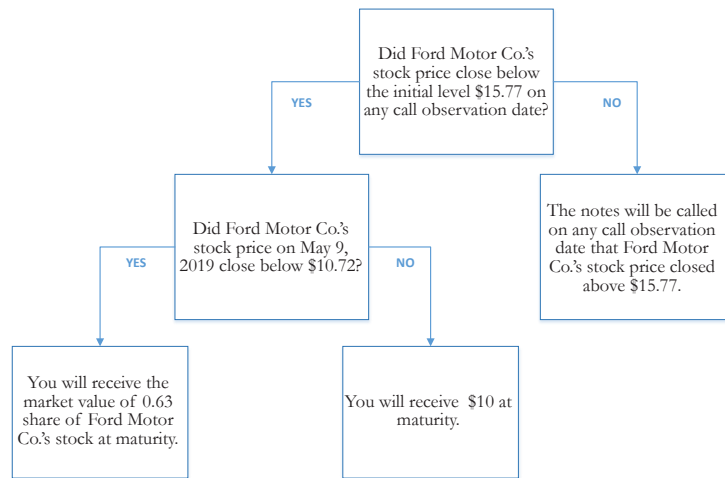 Did Ford Motor Co.'s
stock price close below
the initial level $15.77 on
any call observation date?
YES
NO
Did Ford Motor Co.'s
stock price on May 9,
2019 close below $10.72?
The notes will be called
on any call observation
date that Ford Motor
Co.'s stock price closed
above $15.77.
YES
NO
You will receive the
market value of 0.63
share of Ford Motor
Co.'s stock at maturity.
You will receive $10 at
maturity.